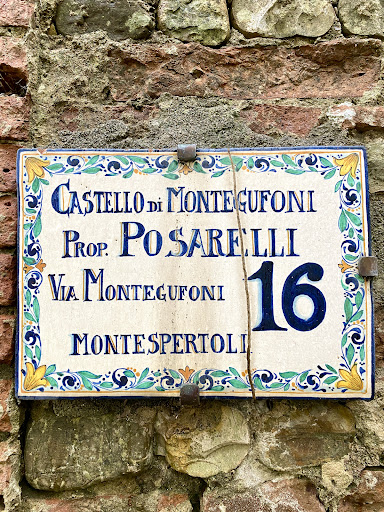 CASTELLO DI MONTEGUFONI
PROP. POSARELLI
VIA MONTEGUFONI 16
MONTESPERTOLI